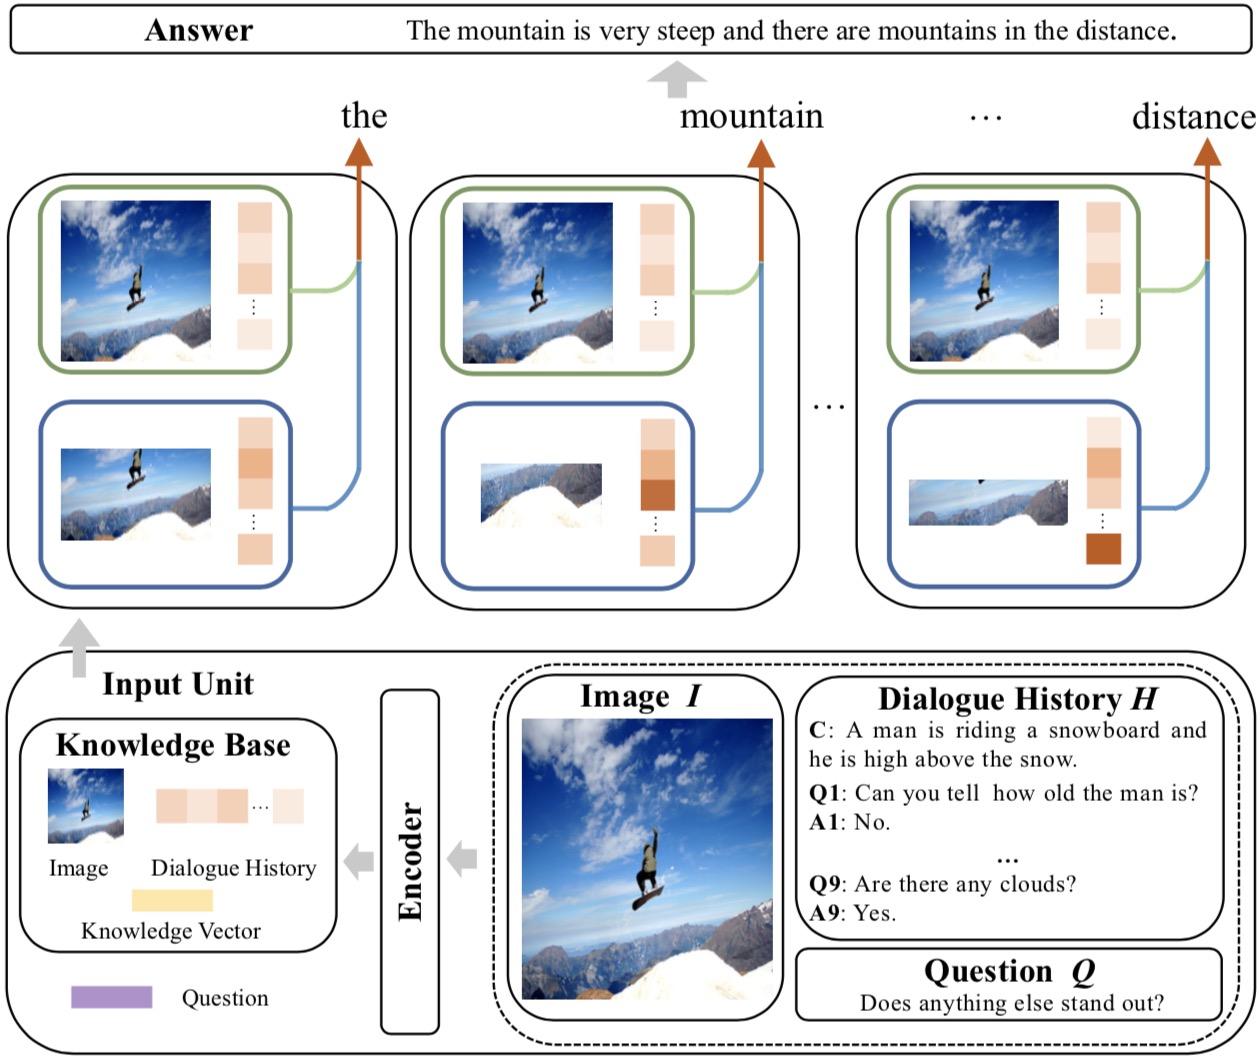 Answer The mountain is very steep and there are mountains in the distance.
the mountain ... distance
...
Input Unit
Knowledge Base
...
Image Dialogue History
Knowledge Vector
Question
Encoder
Image I
Dialogue History H
C: A man is riding a snowboard and
he is high above the snow.
Q1: Can you tell how old the man is?
A1: No.
...
Q9: Are there any clouds?
A9: Yes.
Question Q
Does anything else stand out?